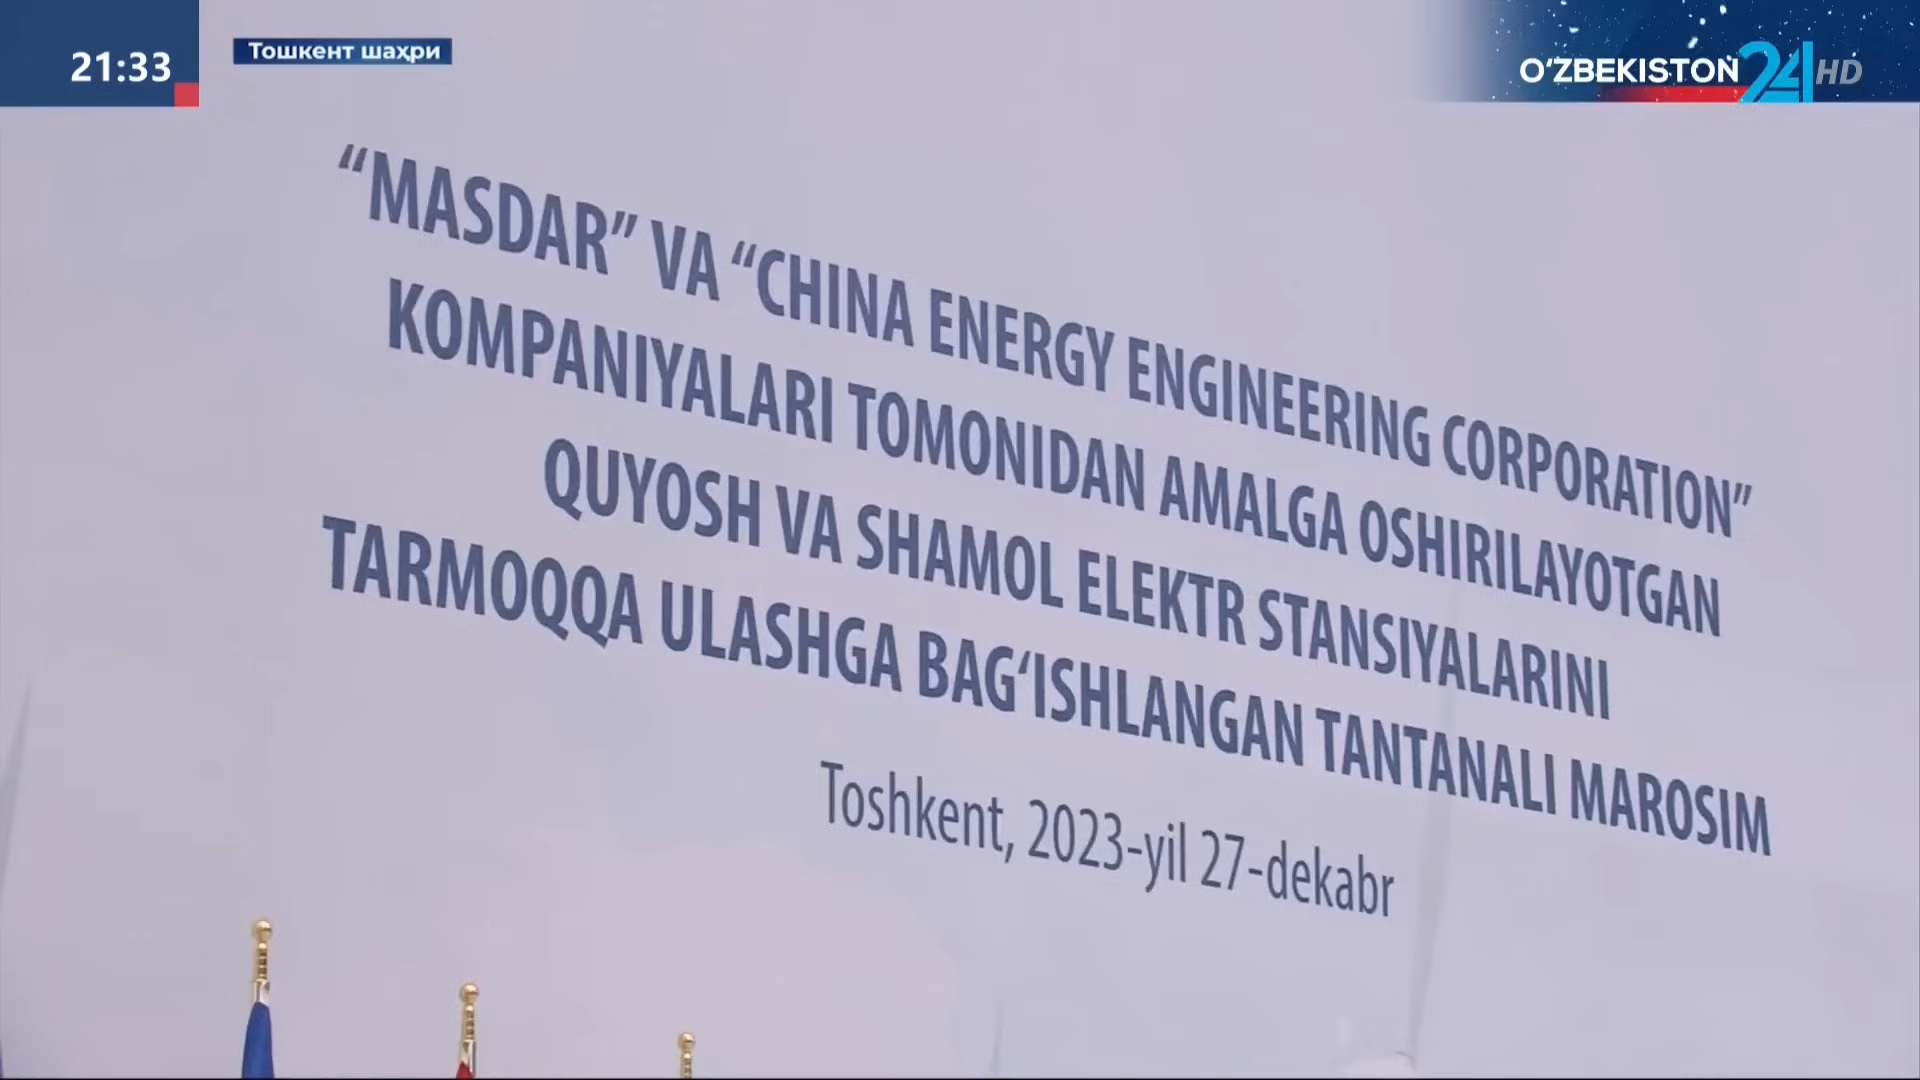 21:33
Тошкент шаҳри
O‘ZBEKISTON 24 HD
“MASDAR” VA “CHINA ENERGY ENGINEERING CORPORATION”
KOMPANIYALARI TOMONIDAN AMALGA OSHIRILAYOTGAN
QUYOSH VA SHAMOL ELEKTR STANSIYALARINI
TARMOQQA ULASHGA BAG‘ISHLANGAN TANTANALI MAROSIM
Toshkent, 2023-yil 27-dekabr